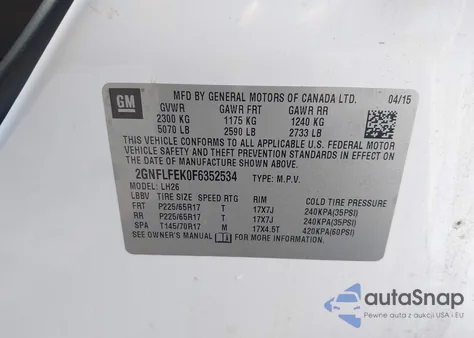 GM
MFD BY GENERAL MOTORS OF CANADA LTD. 04/15
GVWR GAWR FRT GAWR RR
2300 KG 1175 KG 1240 KG
5070 LB 2590 LB 2733 LB
THIS VEHICLE CONFORMS TO ALL APPLICABLE U.S. FEDERAL MOTOR
VEHICLE SAFETY AND THEFT PREVENTION STANDARDS IN EFFECT ON
THE DATE OF MANUFACTURE SHOWN ABOVE.
2GNFLFEK0F6352534 TYPE: M.P.V.
MODEL: LH26
LBBV TIRE SIZE SPEED RTG RIM COLD TIRE PRESSURE
FRT P225/65R17 T 17X7J 240KPA(35PSI)
RR P225/65R17 T 17X7J 240KPA(35PSI)
SPA T145/70R17 M 17X4.5T 420KPA(60PSI)
SEE OWNER'S MANUAL FOR MORE INFORMATION.
autoSnap
Pewne auta z aukcji USA i EU